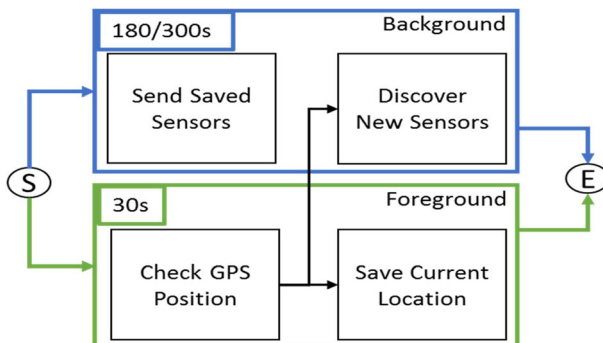 180/300s
Background
Send Saved
Sensors
Discover
New Sensors
S
E
30s
Foreground
Check GPS
Position
Save Current
Location